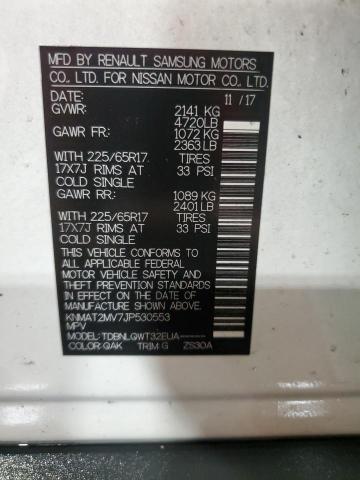 MFD BY RENAULT SAMSUNG MOTORS
CO., LTD. FOR NISSAN MOTOR CO., LTD.
DATE: 11 / 17
GVWR: 2141 KG
4720LB
GAWR FR: 1072 KG
2363 LB
WITH 225/65R17 TIRES
17X7J RIMS AT 33 PSI
COLD SINGLE
GAWR RR: 1089 KG
2401 LB
WITH 225/65R17 TIRES
17X7J RIMS AT 33 PSI
COLD SINGLE
THIS VEHICLE CONFORMS TO
ALL APPLICABLE FEDERAL
MOTOR VEHICLE SAFETY, AND
THEFT PREVENTION
STANDARDS IN EFFECT ON
THE DATE OF
MANUFACTURE SHOWN ABOVE.
KNMAT2MV7JP530553
MPV
MODEL: TDBNLQWT32EUA--------
COLOR: QAK TRIM: G ZS30A